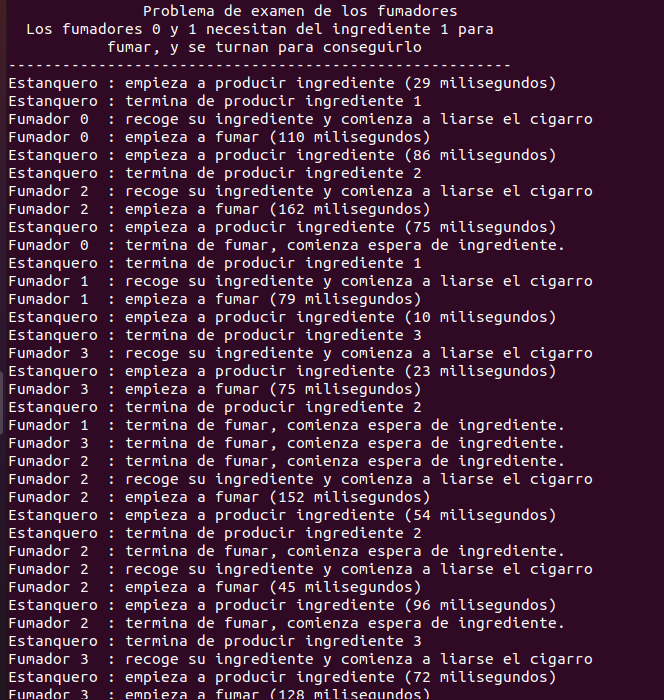 Problema de examen de los fumadores
Los fumadores 0 y 1 necesitan del ingrediente 1 para
fumar, y se turnan para conseguirlo
--------------------------------------------------------
Estanquero : empieza a producir ingrediente (29 milisegundos)
Estanquero : termina de producir ingrediente 1
Fumador 0  : recoge su ingrediente y comienza a liarse el cigarro
Fumador 0  : empieza a fumar (110 milisegundos)
Estanquero : empieza a producir ingrediente (86 milisegundos)
Estanquero : termina de producir ingrediente 2
Fumador 2  : recoge su ingrediente y comienza a liarse el cigarro
Fumador 2  : empieza a fumar (162 milisegundos)
Estanquero : empieza a producir ingrediente (75 milisegundos)
Fumador 0  : termina de fumar, comienza espera de ingrediente.
Estanquero : termina de producir ingrediente 1
Fumador 1  : recoge su ingrediente y comienza a liarse el cigarro
Fumador 1  : empieza a fumar (79 milisegundos)
Estanquero : empieza a producir ingrediente (10 milisegundos)
Estanquero : termina de producir ingrediente 3
Fumador 3  : recoge su ingrediente y comienza a liarse el cigarro
Estanquero : empieza a producir ingrediente (23 milisegundos)
Fumador 3  : empieza a fumar (75 milisegundos)
Estanquero : termina de producir ingrediente 2
Fumador 1  : termina de fumar, comienza espera de ingrediente.
Fumador 3  : termina de fumar, comienza espera de ingrediente.
Fumador 2  : termina de fumar, comienza espera de ingrediente.
Fumador 2  : recoge su ingrediente y comienza a liarse el cigarro
Fumador 2  : empieza a fumar (152 milisegundos)
Estanquero : empieza a producir ingrediente (54 milisegundos)
Estanquero : termina de producir ingrediente 2
Fumador 2  : termina de fumar, comienza espera de ingrediente.
Fumador 2  : recoge su ingrediente y comienza a liarse el cigarro
Fumador 2  : empieza a fumar (45 milisegundos)
Estanquero : empieza a producir ingrediente (96 milisegundos)
Fumador 2  : termina de fumar, comienza espera de ingrediente.
Estanquero : termina de producir ingrediente 3
Fumador 3  : recoge su ingrediente y comienza a liarse el cigarro
Estanquero : empieza a producir ingrediente (72 milisegundos)
Fumador 3  : empieza a fumar (128 milisegundos)